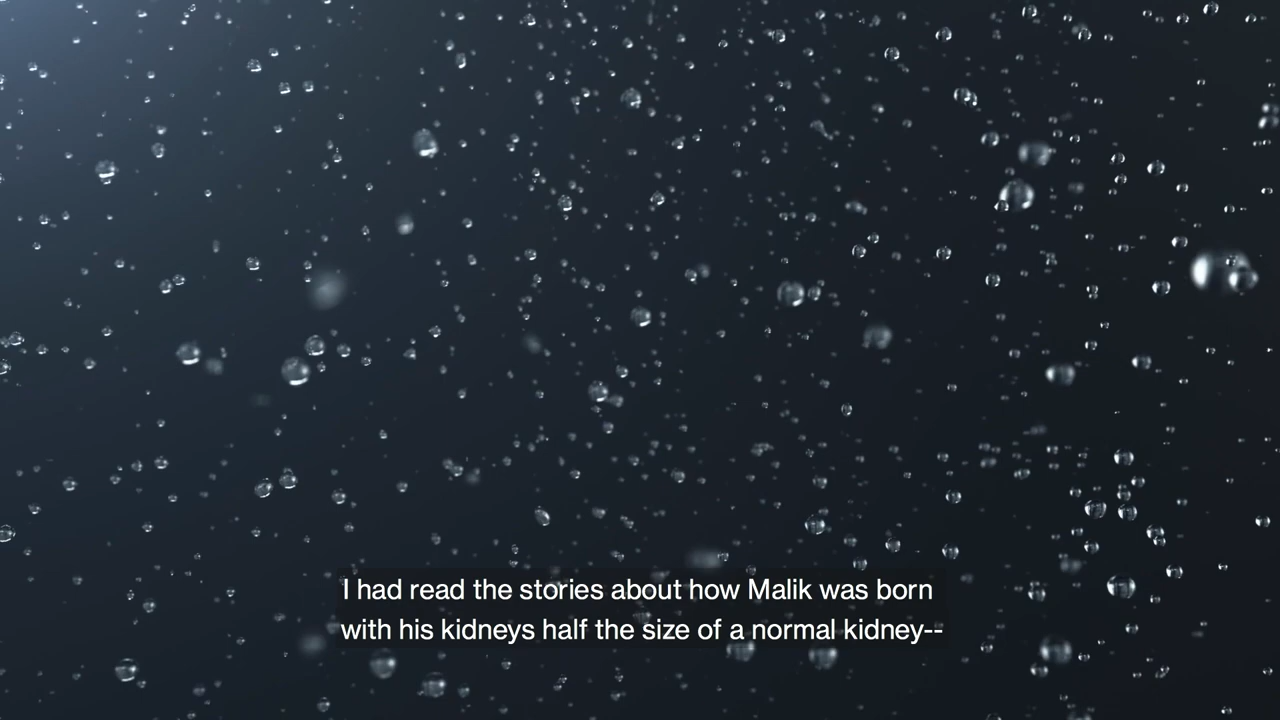 I had read the stories about how Malik was born
with his kidneys half the size of a normal kidney--